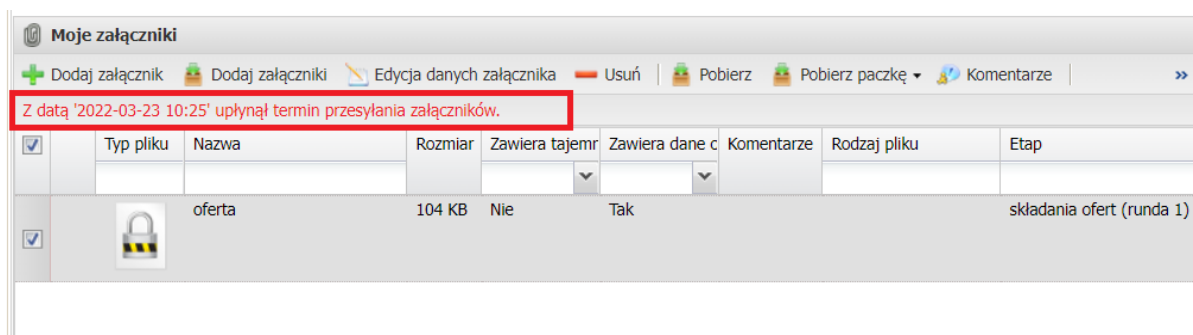 Moje załączniki
Dodaj załącznik Dodaj załączniki Edycja danych załącznika Usuń Pobierz Pobierz paczkę Komentarze »
Z datą '2022-03-23 10:25' upłynął termin przesyłania załączników.
Typ pliku Nazwa Rozmiar Zawiera tajemr Zawiera dane c Komentarze Rodzaj pliku Etap
oferta 104 KB Nie Tak składania ofert (runda 1)